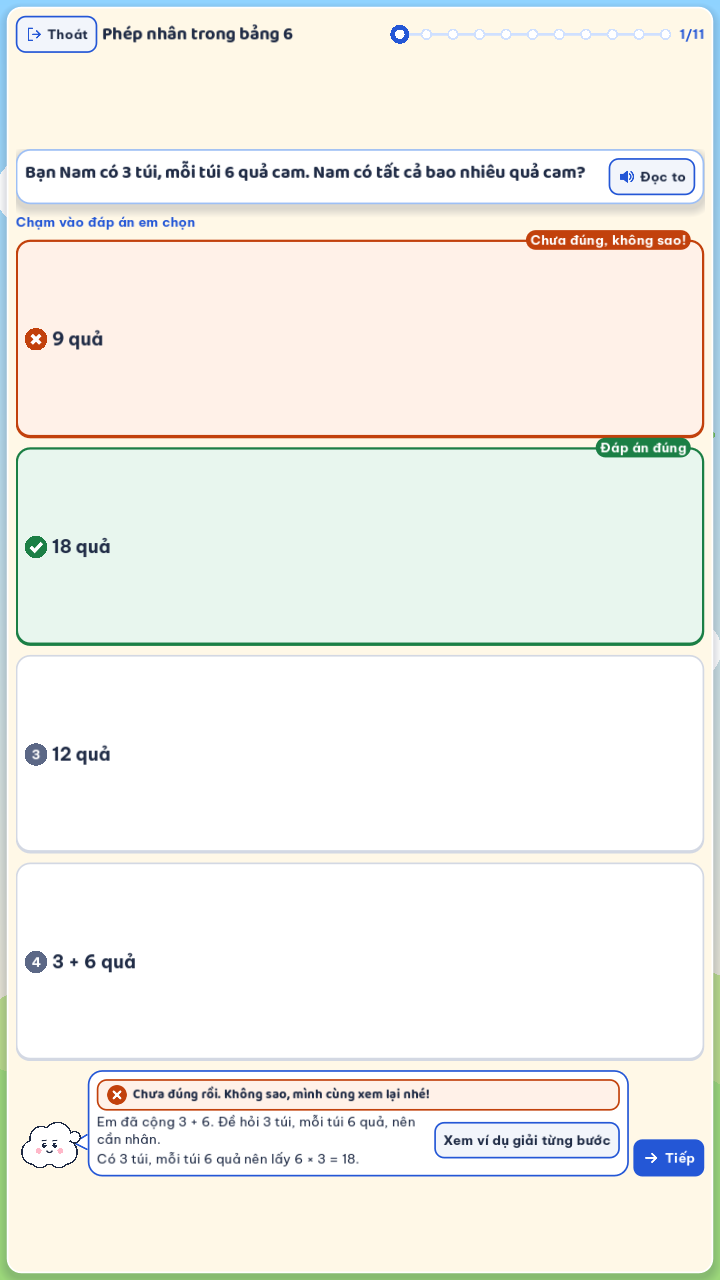 Thoát
Phép nhân trong bảng 6
1/11
Bạn Nam có 3 túi, mỗi túi 6 quả cam. Nam có tất cả bao nhiêu quả cam?
Đọc to
Chạm vào đáp án em chọn
Chưa đúng, không sao!
9 quả
Đáp án đúng
18 quả
3 12 quả
4 3 + 6 quả
Chưa đúng rồi. Không sao, mình cùng xem lại nhé!
Em đã cộng 3 + 6. Đề hỏi 3 túi, mỗi túi 6 quả, nên
cần nhân.
Có 3 túi, mỗi túi 6 quả nên lấy 6 × 3 = 18.
Xem ví dụ giải từng bước
Tiếp